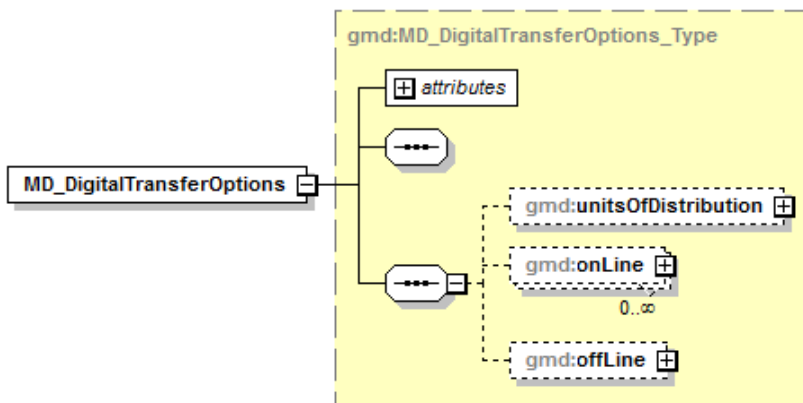 gmd:MD_DigitalTransferOptions_Type
attributes
MD_DigitalTransferOptions
gmd:unitsOfDistribution
gmd:onLine
0..∞
gmd:offLine